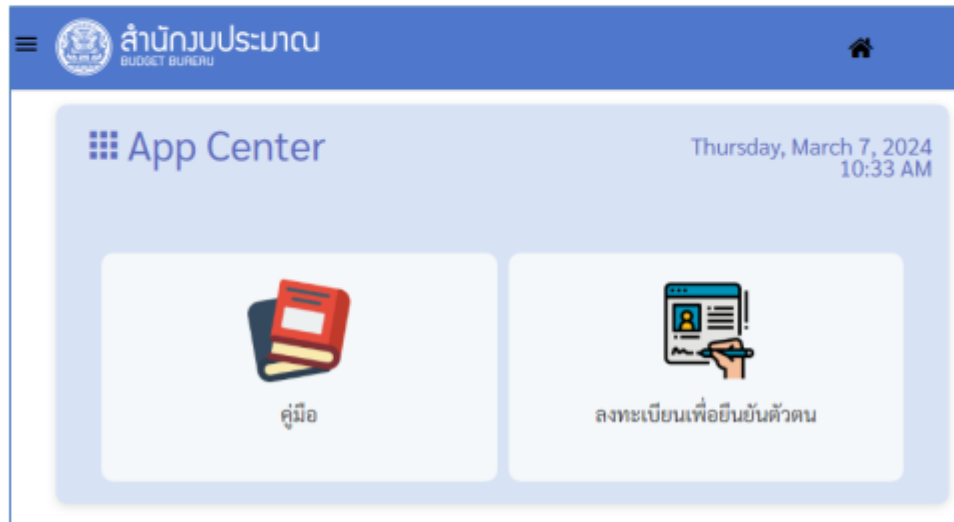 สำนักงบประมาณ
BUDGET BUREAU
App Center
Thursday, March 7, 2024
10:33 AM
คู่มือ
ลงทะเบียนเพื่อยืนยันตัวตน